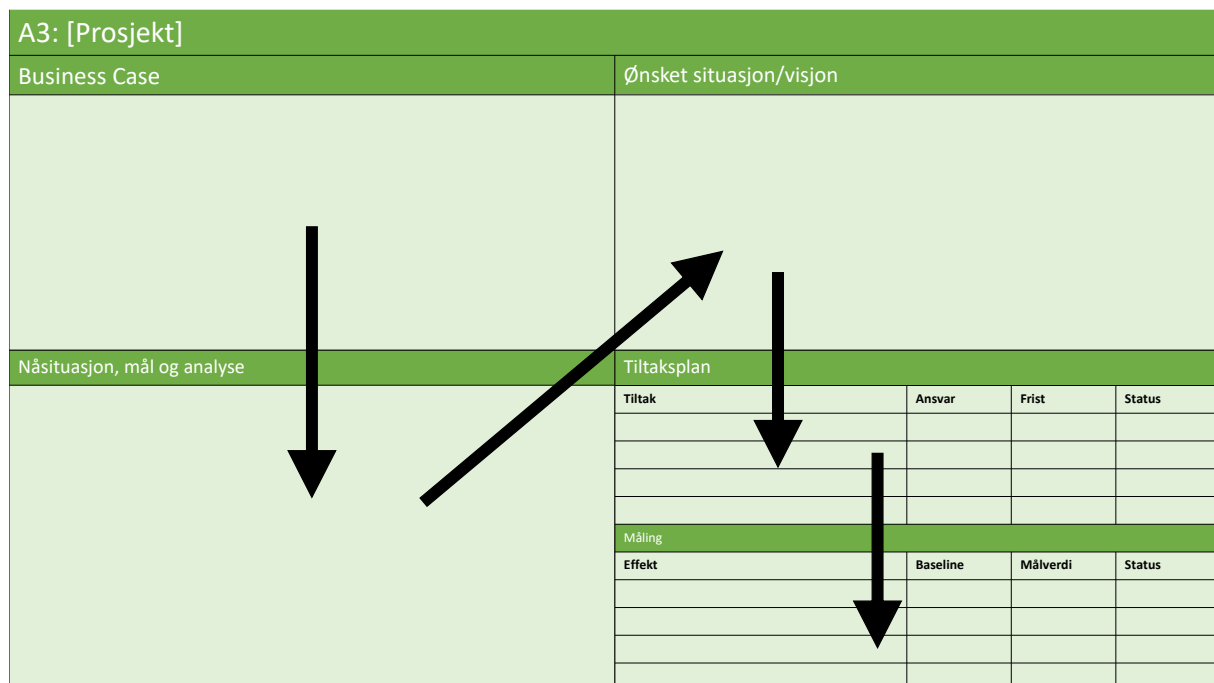 A3: [Prosjekt]
Business Case
Nåsituasjon, mål og analyse
Ønsket situasjon/visjon
Tiltaksplan
Tiltak Ansvar Frist Status
Måling
Effekt Baseline Målverdi Status